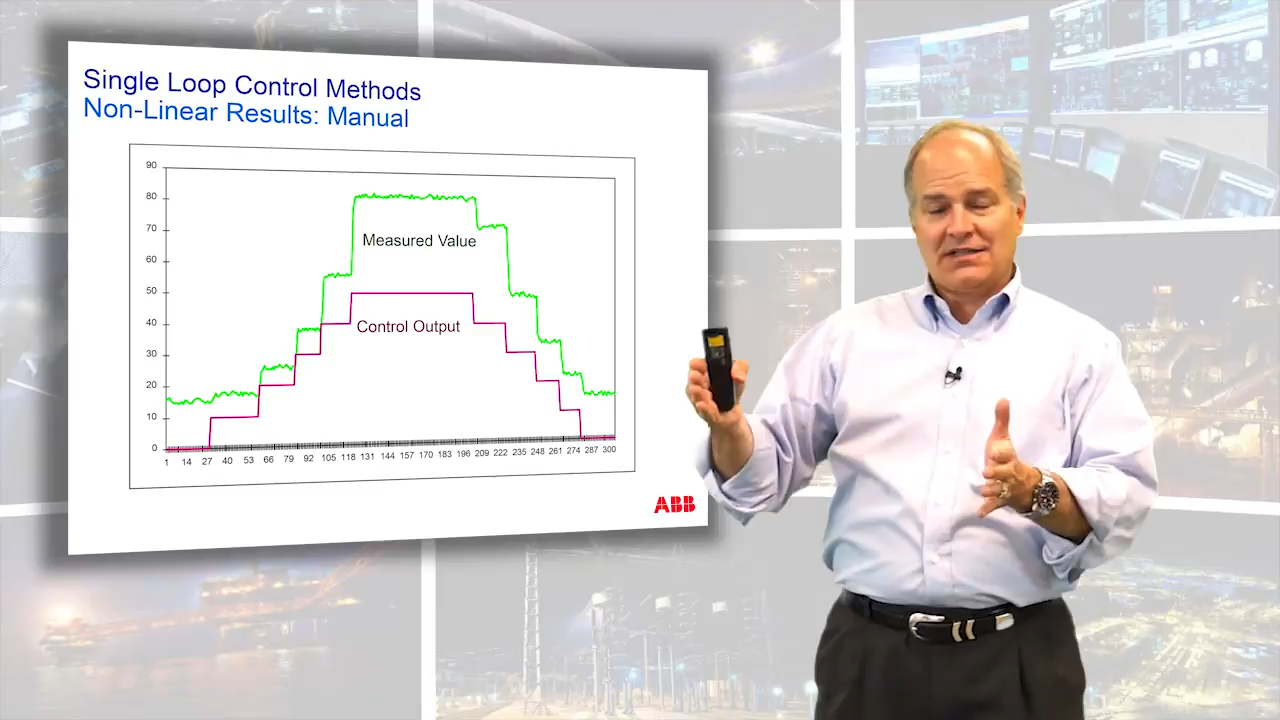 Single Loop Control Methods
Non-Linear Results: Manual
90
80
70
60
50
40
30
20
10
0
Measured Value
Control Output
1 14 27 40 53 66 79 92 105 118 131 144 157 170 183 196 209 222 235 248 261 274 287 300
ABB